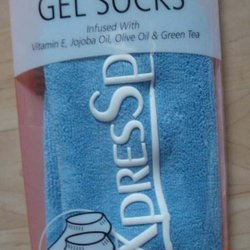 GEL SOCKS
Infused With
Vitamin E, Jojoba Oil, Olive Oil & Green Tea
xpresSp